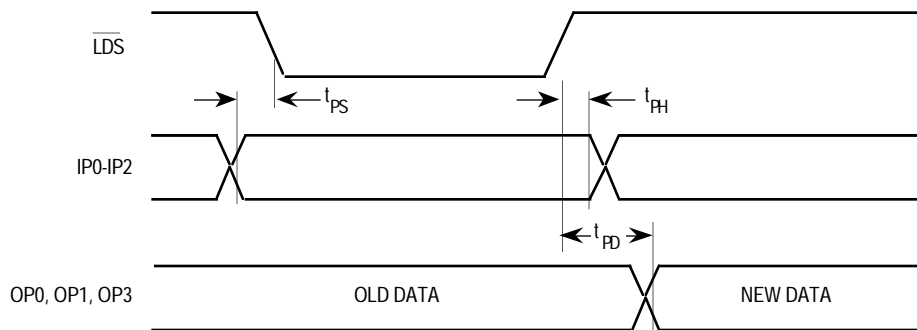 LDS
tPS
tPH
IP0-IP2
tPD
OP0, OP1, OP3
OLD DATA
NEW DATA